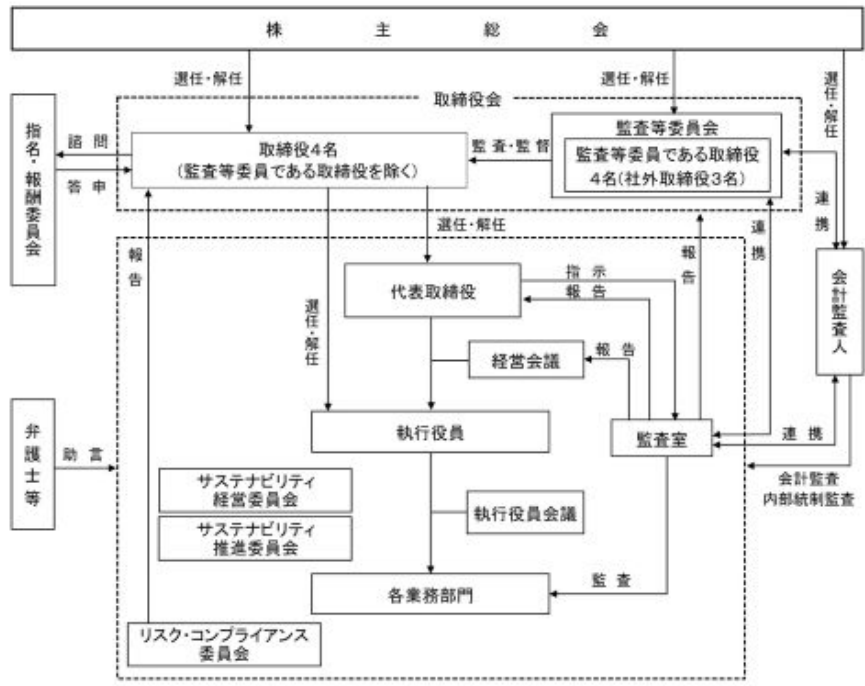 株主総会
選任・解任
選任・解任
選任・解任
取締役会
指名・報酬委員会
諮問
答申
取締役4名
(監査等委員である取締役を除く)
監査・監督
監査等委員会
監査等委員である取締役
4名(社外取締役3名)
連携
連携
報告
報告
選任・解任
選任・解任
代表取締役
指示
報告
会計監査人
経営会議
報告
弁護士等
助言
執行役員
監査室
連携
会計監査
内部統制監査
サステナビリティ
経営委員会
サステナビリティ
推進委員会
執行役員会議
各業務部門
監査
リスク・コンプライアンス
委員会